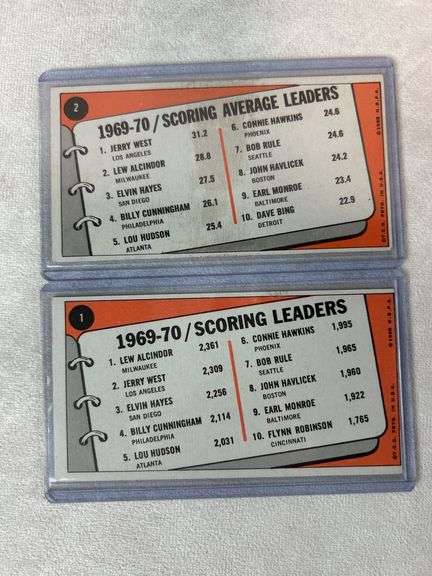 2
1969-70/SCORING AVERAGE LEADERS
1. JERRY WEST 31.2
LOS ANGELES
2. LEW ALCINDOR 28.8
MILWAUKEE
3. ELVIN HAYES 27.5
SAN DIEGO
4. BILLY CUNNINGHAM 26.1
PHILADELPHIA
5. LOU HUDSON 25.4
ATLANTA
6. CONNIE HAWKINS 24.6
PHOENIX
7. BOB RULE 24.6
SEATTLE
8. JOHN HAVLICEK 24.2
BOSTON
9. EARL MONROE 23.4
BALTIMORE
10. DAVE BING 22.9
DETROIT
1
1969-70/SCORING LEADERS
1. LEW ALCINDOR 2,361
MILWAUKEE
2. JERRY WEST 2,309
LOS ANGELES
3. ELVIN HAYES 2,256
SAN DIEGO
4. BILLY CUNNINGHAM 2,114
PHILADELPHIA
5. LOU HUDSON 2,031
ATLANTA
6. CONNIE HAWKINS 1,995
PHOENIX
7. BOB RULE 1,965
SEATTLE
8. JOHN HAVLICEK 1,960
BOSTON
9. EARL MONROE 1,922
BALTIMORE
10. FLYNN ROBINSON 1,765
CINCINNATI